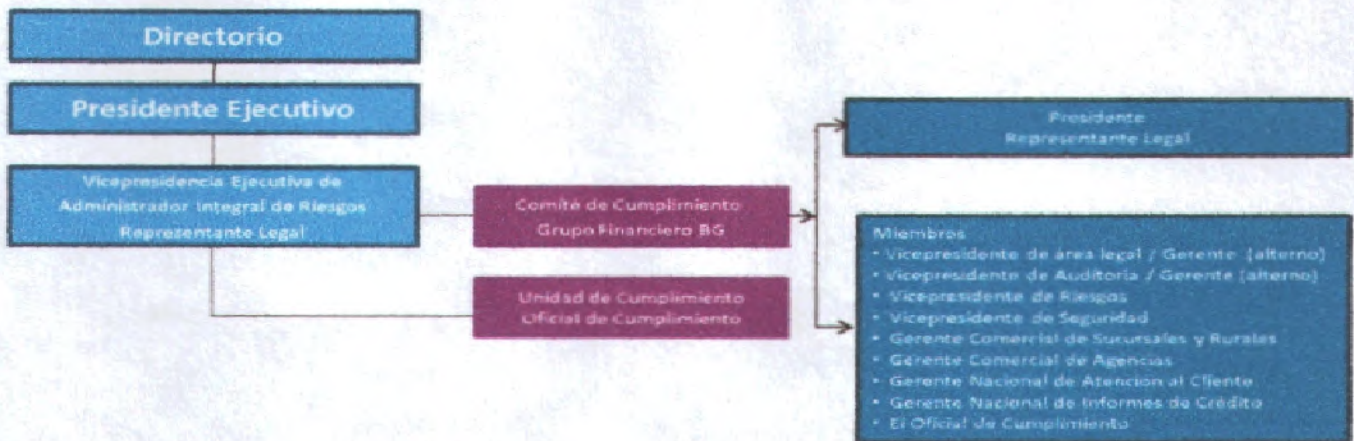 Directorio
Presidente Ejecutivo
Vicepresidencia Ejecutiva de
Administrador Integral de Riesgos
Representante Legal
Comité de Cumplimiento
Grupo Financiero BG
Unidad de Cumplimiento
Oficial de Cumplimiento
Presidente
Representante Legal
Miembros
• Vicepresidente de área legal / Gerente (alterno)
• Vicepresidente de Auditoria / Gerente (alterno)
• Vicepresidente de Riesgos
• Vicepresidente de Seguridad
• Gerente Comercial de Sucursales y Rurales
• Gerente Comercial de Agencias
• Gerente Nacional de Atencion al Cliente
• Gerente Nacional de Informes de Crédito
• El Oficial de Cumplimiento